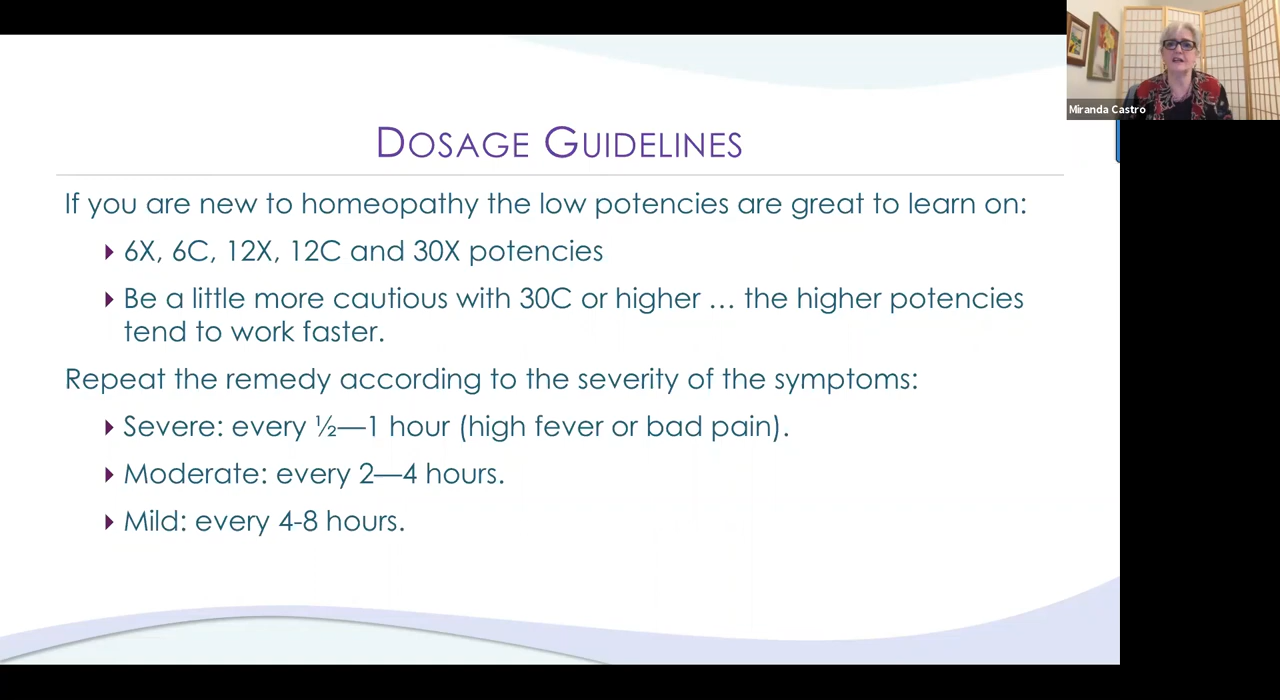 Miranda Castro
DOSAGE GUIDELINES
If you are new to homeopathy the low potencies are great to learn on:
6X, 6C, 12X, 12C and 30X potencies
Be a little more cautious with 30C or higher … the higher potencies
tend to work faster.
Repeat the remedy according to the severity of the symptoms:
Severe: every ½—1 hour (high fever or bad pain).
Moderate: every 2—4 hours.
Mild: every 4-8 hours.